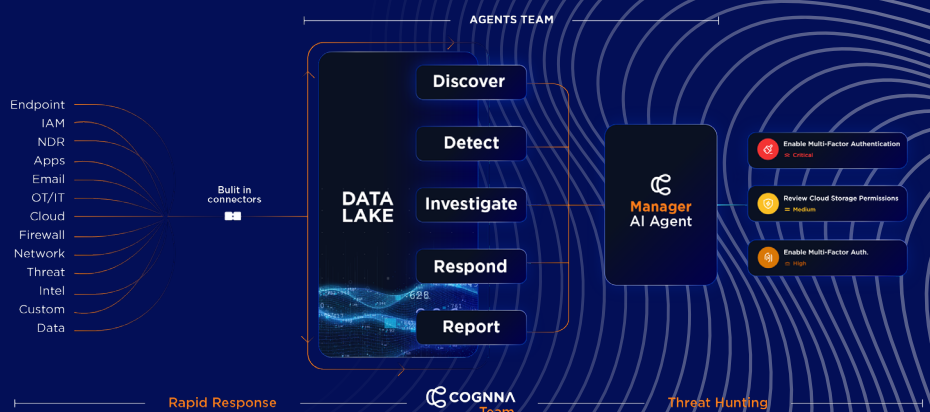 AGENTS TEAM
Endpoint
IAM
NDR
Apps
Email
OT/IT
Cloud
Firewall
Network
Threat
Intel
Custom
Data
Bulit in
connectors
DATA
LAKE
Discover
Detect
Investigate
Respond
Report
-628
Manager
AI Agent
Enable Multi-Factor Authentication
Critical
Review Cloud Storage Permissions
Medium
Enable Multi-Factor Auth.
High
Rapid Response
COGNNA
Team
Threat Hunting